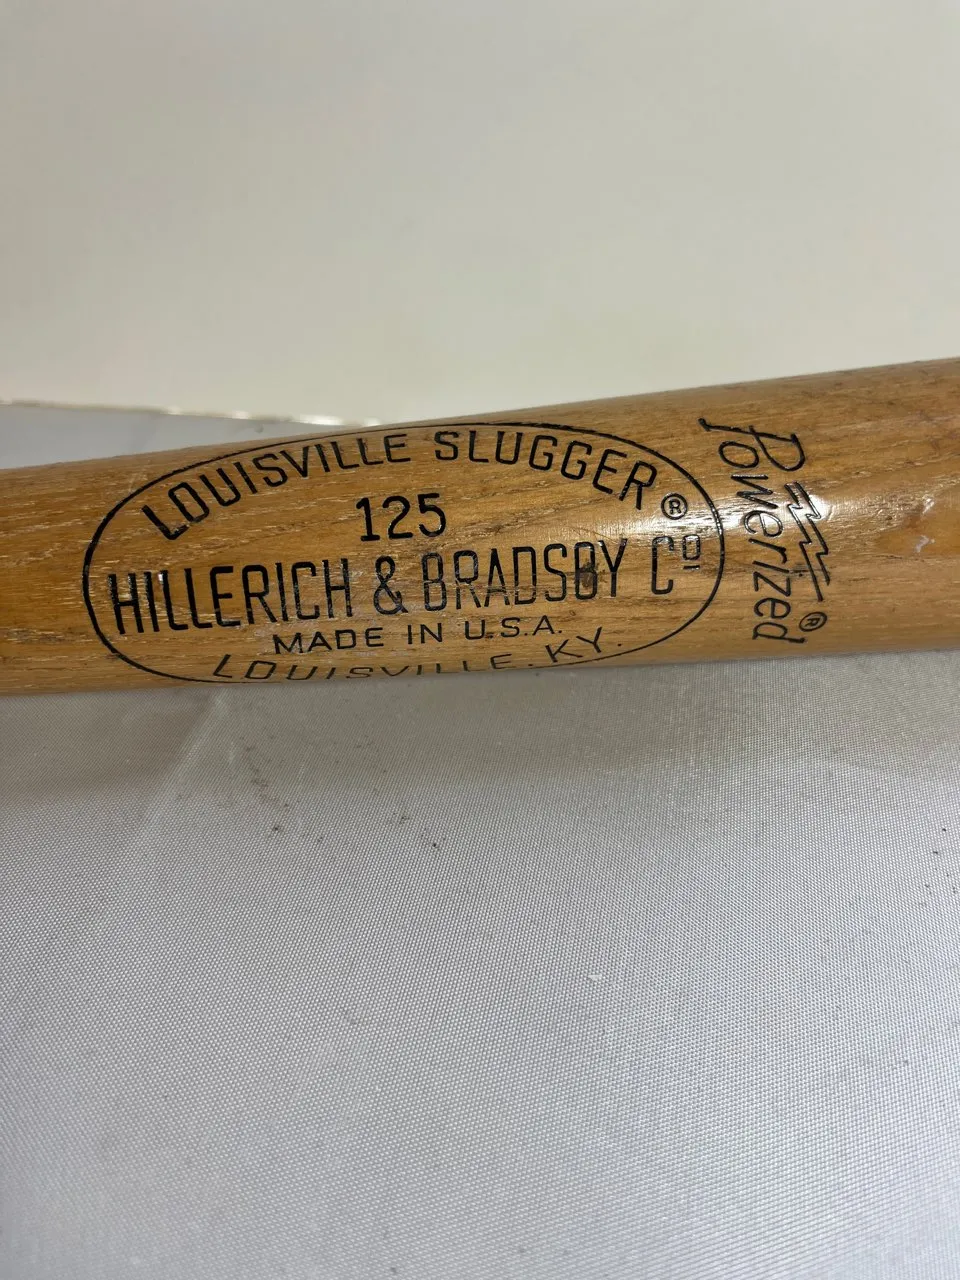 LOUISVILLE SLUGGER ®
125
HILLERICH & BRADSBY Cº
MADE IN U.S.A.
LOUISVILLE, KY.
Powerized ®